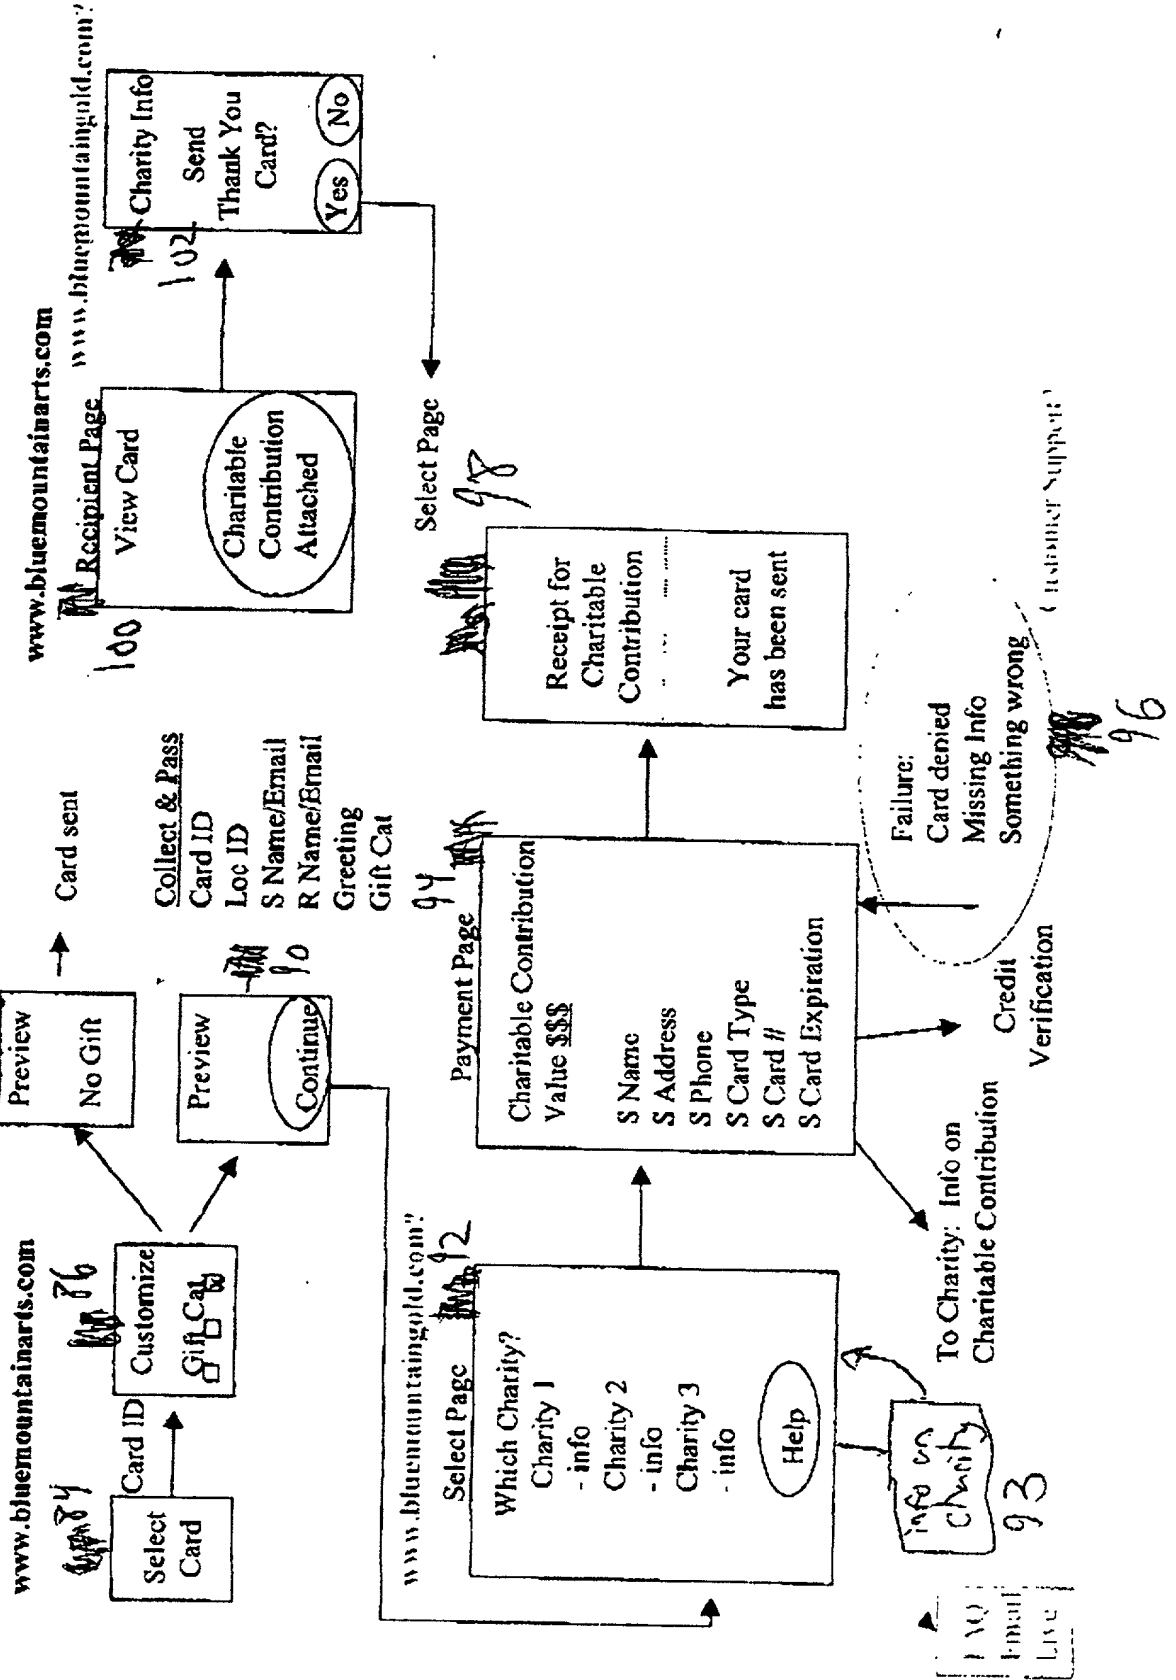 www.bluemountainarts.com
84
Select
Card
Card ID
86
Customize
Gift Cat
Preview
No Gift
Card sent
Preview
Continue
90
Collect & Pass
Card ID
Loc ID
S Name/Email
R Name/Email
Greeting
Gift Cat
www.bluemountainarts.com
100
Recipient Page
View Card
Charitable
Contribution
Attached
www.bluemountaingold.com?
102
Charity Info
Send
Thank You
Card?
Yes
No
Select Page
www.bluemountaingold.com?
Select Page
92
Which Charity?
Charity 1
- info
Charity 2
- info
Charity 3
- info
Help
info on
Charity
93
FAQ
Email
Live
Payment Page
94
Charitable Contribution
Value $$$
S Name
S Address
S Phone
S Card Type
S Card #
S Card Expiration
To Charity: Info on
Charitable Contribution
Credit
Verification
98
Receipt for
Charitable
Contribution
Your card
has been sent
Failure:
Card denied
Missing Info
Something wrong
96
Customer Support?